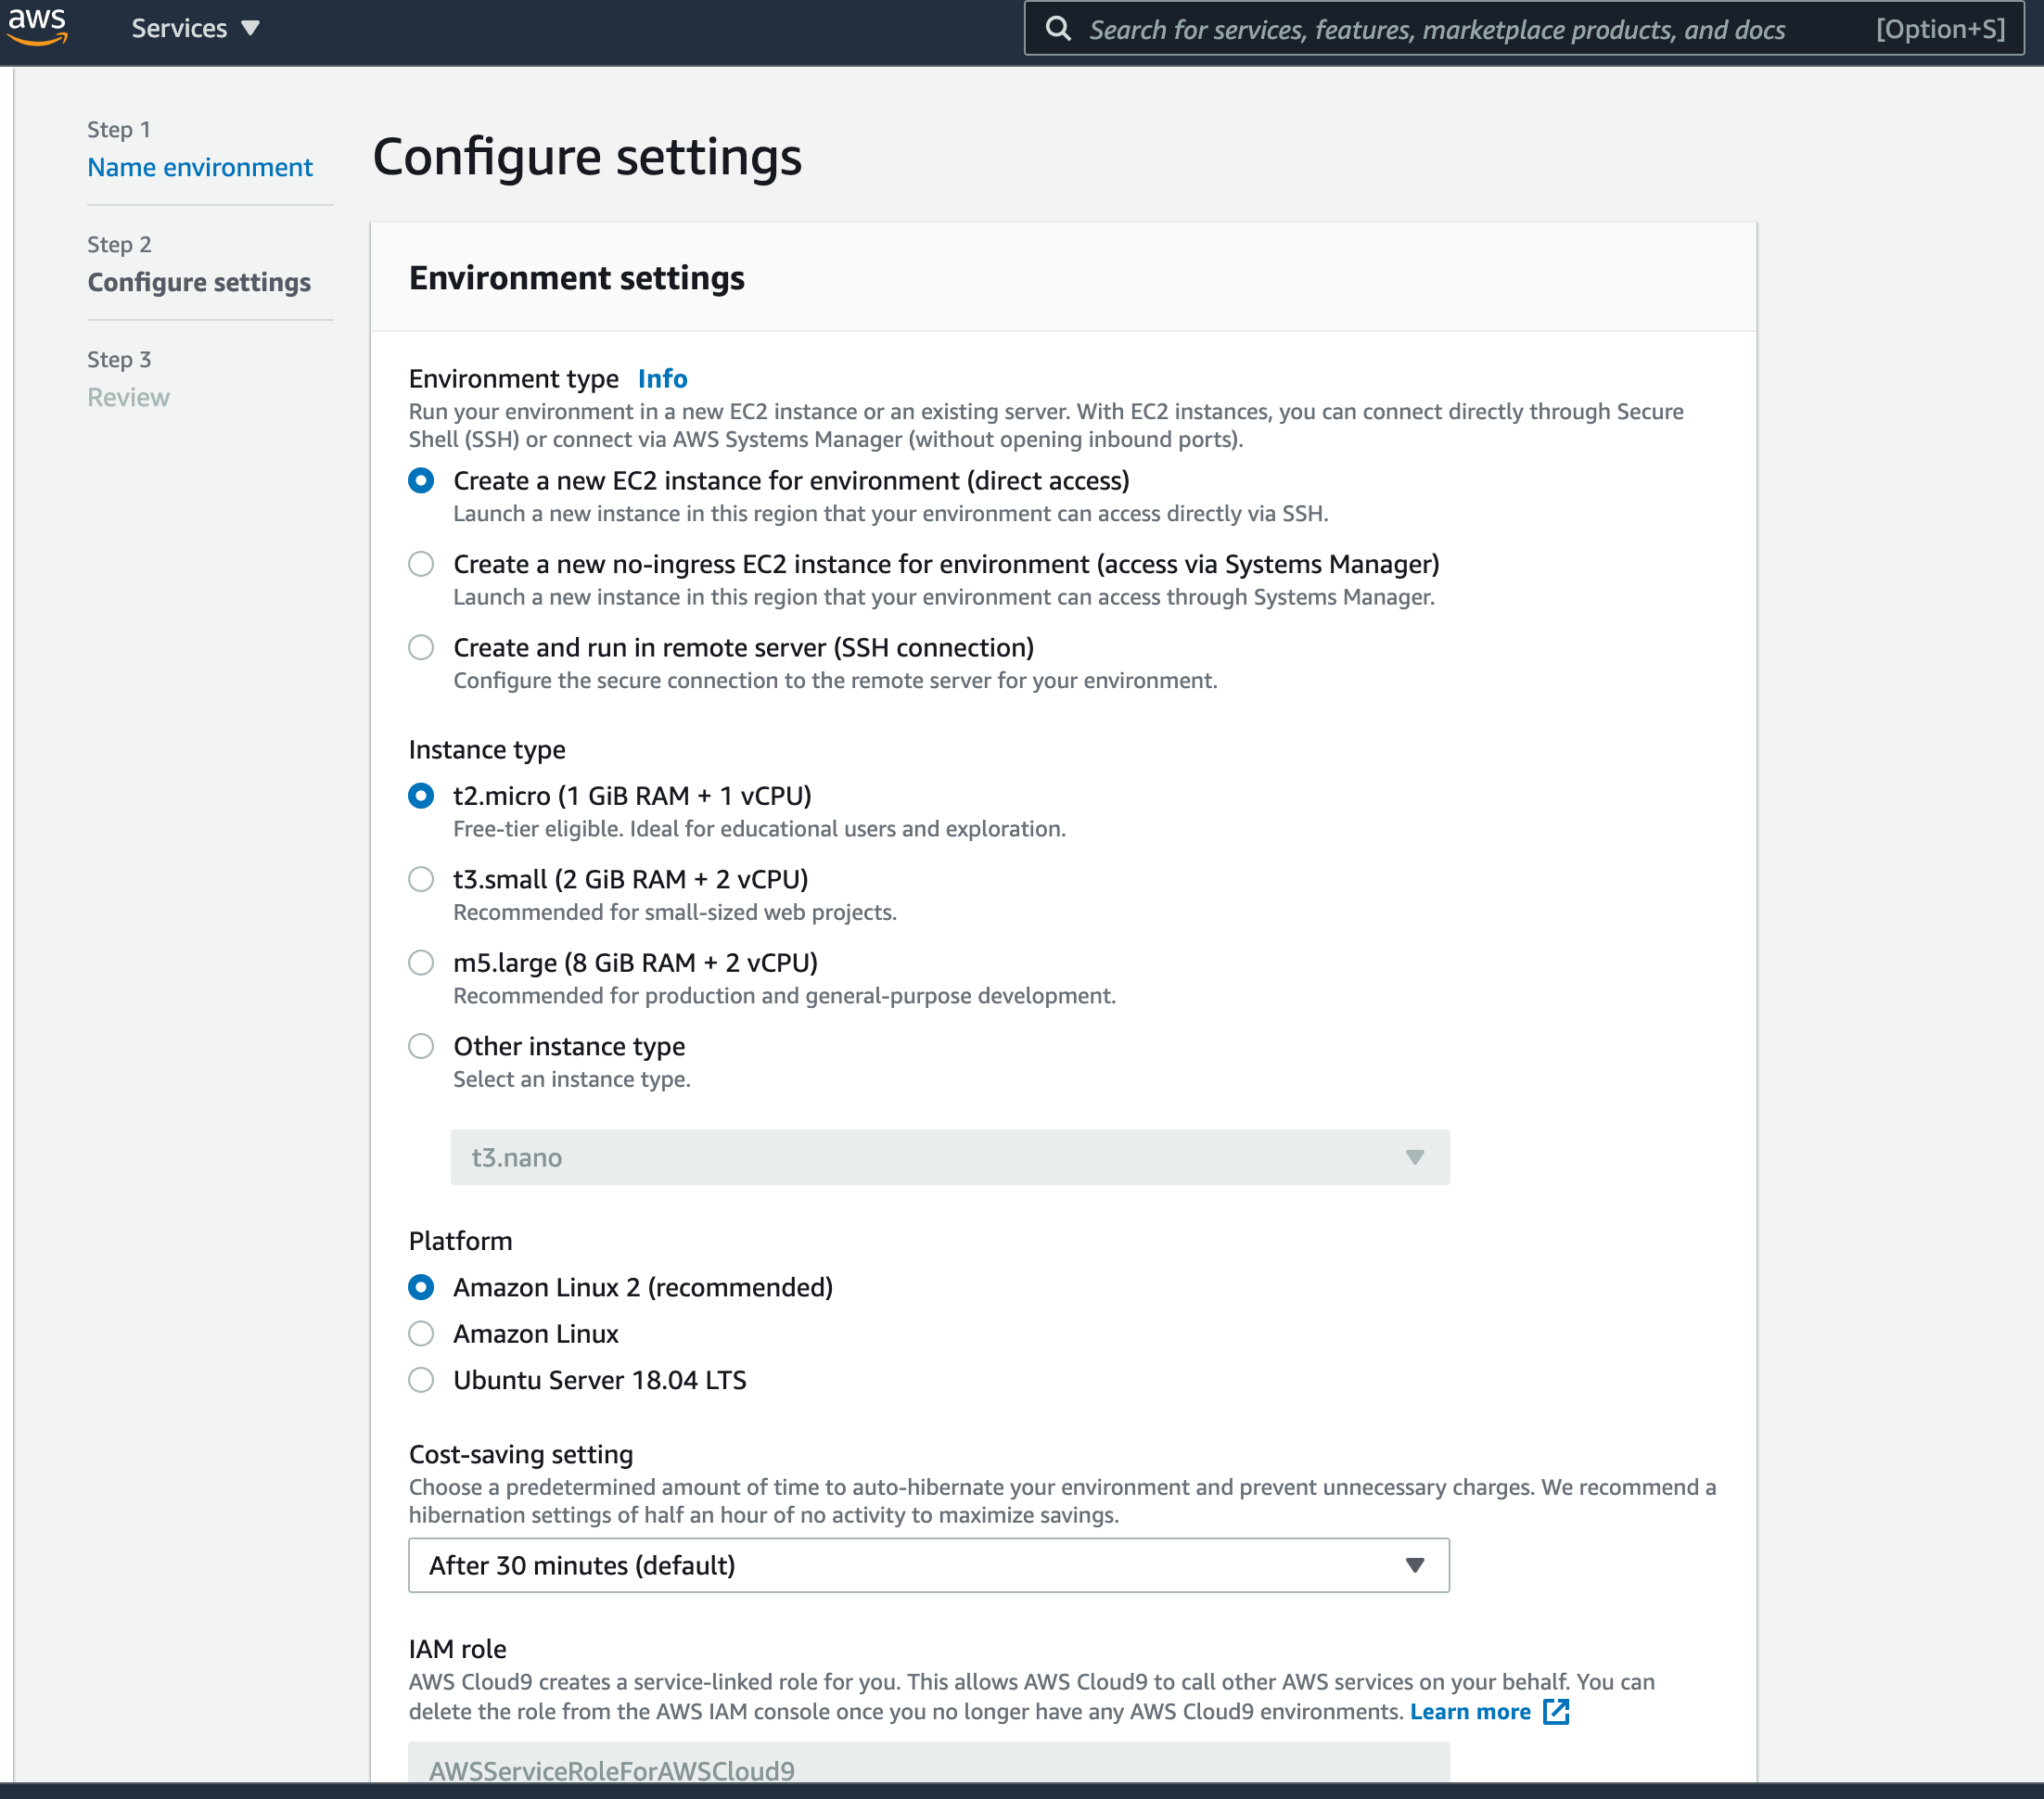 aws
Services
Search for services, features, marketplace products, and docs
[Option+S]
Step 1
Name environment
Step 2
Configure settings
Step 3
Review
Configure settings
Environment settings
Environment type Info
Run your environment in a new EC2 instance or an existing server. With EC2 instances, you can connect directly through Secure
Shell (SSH) or connect via AWS Systems Manager (without opening inbound ports).
Create a new EC2 instance for environment (direct access)
Launch a new instance in this region that your environment can access directly via SSH.
Create a new no-ingress EC2 instance for environment (access via Systems Manager)
Launch a new instance in this region that your environment can access through Systems Manager.
Create and run in remote server (SSH connection)
Configure the secure connection to the remote server for your environment.
Instance type
t2.micro (1 GiB RAM + 1 vCPU)
Free-tier eligible. Ideal for educational users and exploration.
t3.small (2 GiB RAM + 2 vCPU)
Recommended for small-sized web projects.
m5.large (8 GiB RAM + 2 vCPU)
Recommended for production and general-purpose development.
Other instance type
Select an instance type.
t3.nano
Platform
Amazon Linux 2 (recommended)
Amazon Linux
Ubuntu Server 18.04 LTS
Cost-saving setting
Choose a predetermined amount of time to auto-hibernate your environment and prevent unnecessary charges. We recommend a
hibernation settings of half an hour of no activity to maximize savings.
After 30 minutes (default)
IAM role
AWS Cloud9 creates a service-linked role for you. This allows AWS Cloud9 to call other AWS services on your behalf. You can
delete the role from the AWS IAM console once you no longer have any AWS Cloud9 environments. Learn more
AWSServiceRoleForAWSCloud9